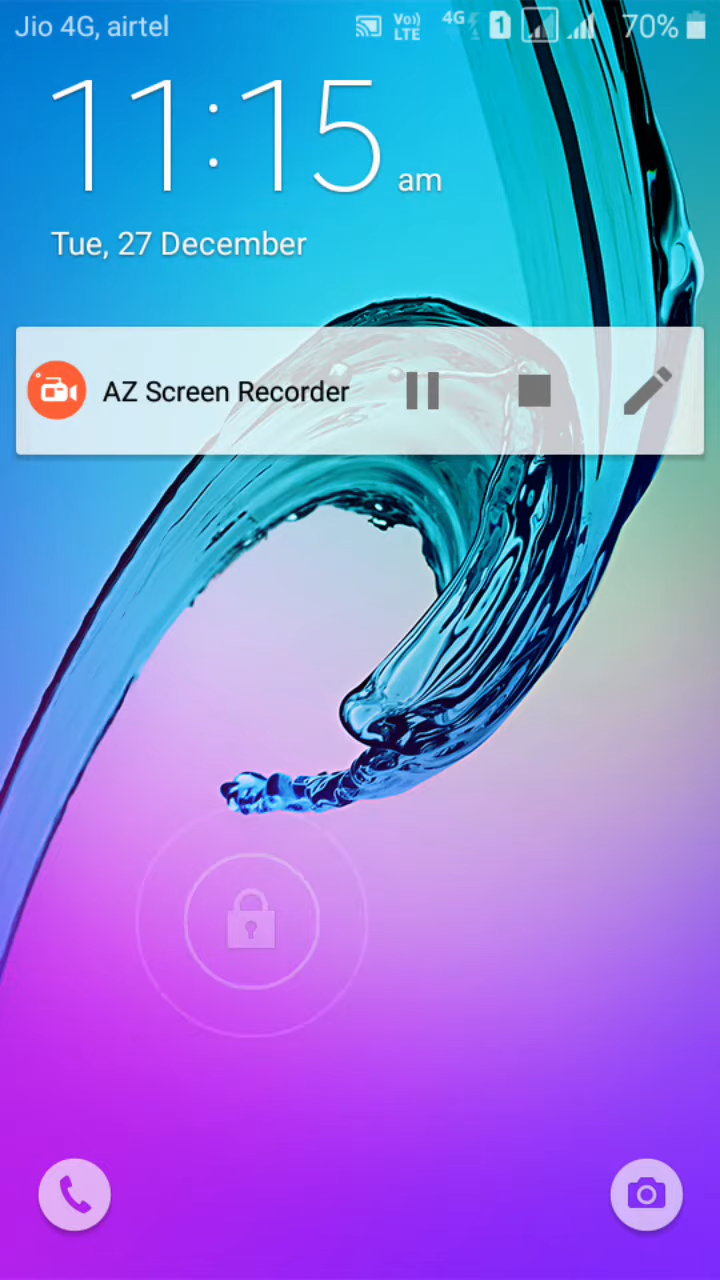 Jio 4G, airtel Vo)) LTE 4G 1 70%
11:15 am
Tue, 27 December
AZ Screen Recorder